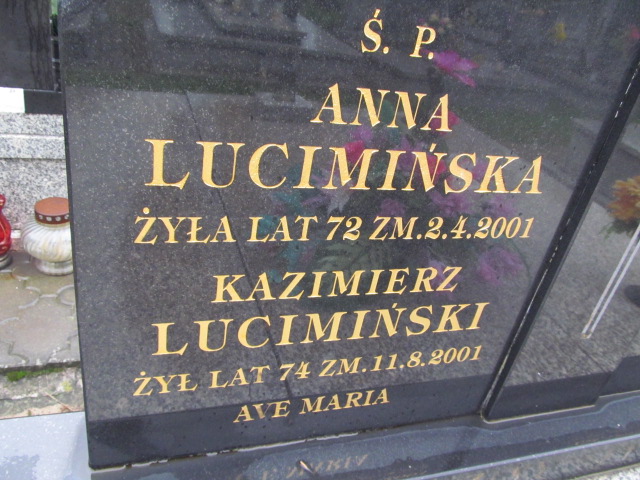 Ś. P.
ANNA
LUCIMIŃSKA
ŻYŁA LAT 72 ZM.2.4.2001
KAZIMIERZ
LUCIMIŃSKI
ŻYŁ LAT 74 ZM.11.8.2001
AVE MARIA